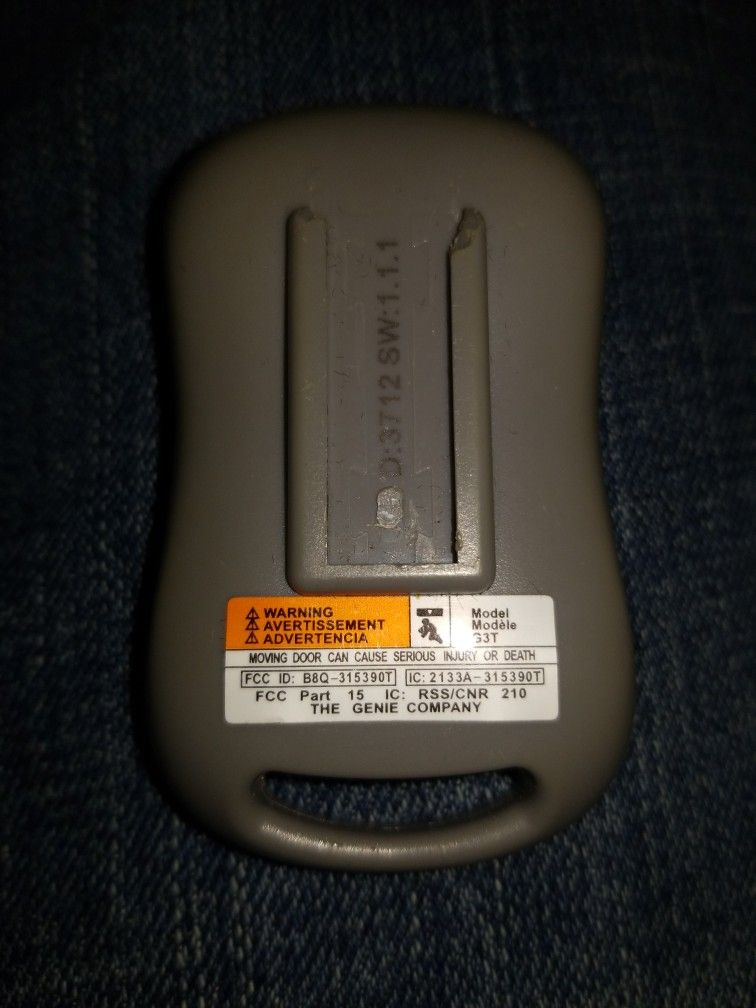 D:3712 SW:1.1.1
WARNING
AVERTISSEMENT
ADVERTENCIA
Model
Modèle
G3T
MOVING DOOR CAN CAUSE SERIOUS INJURY OR DEATH
FCC ID: B8Q-315390T IC: 2133A-315390T
FCC Part 15 IC: RSS/CNR 210
THE GENIE COMPANY